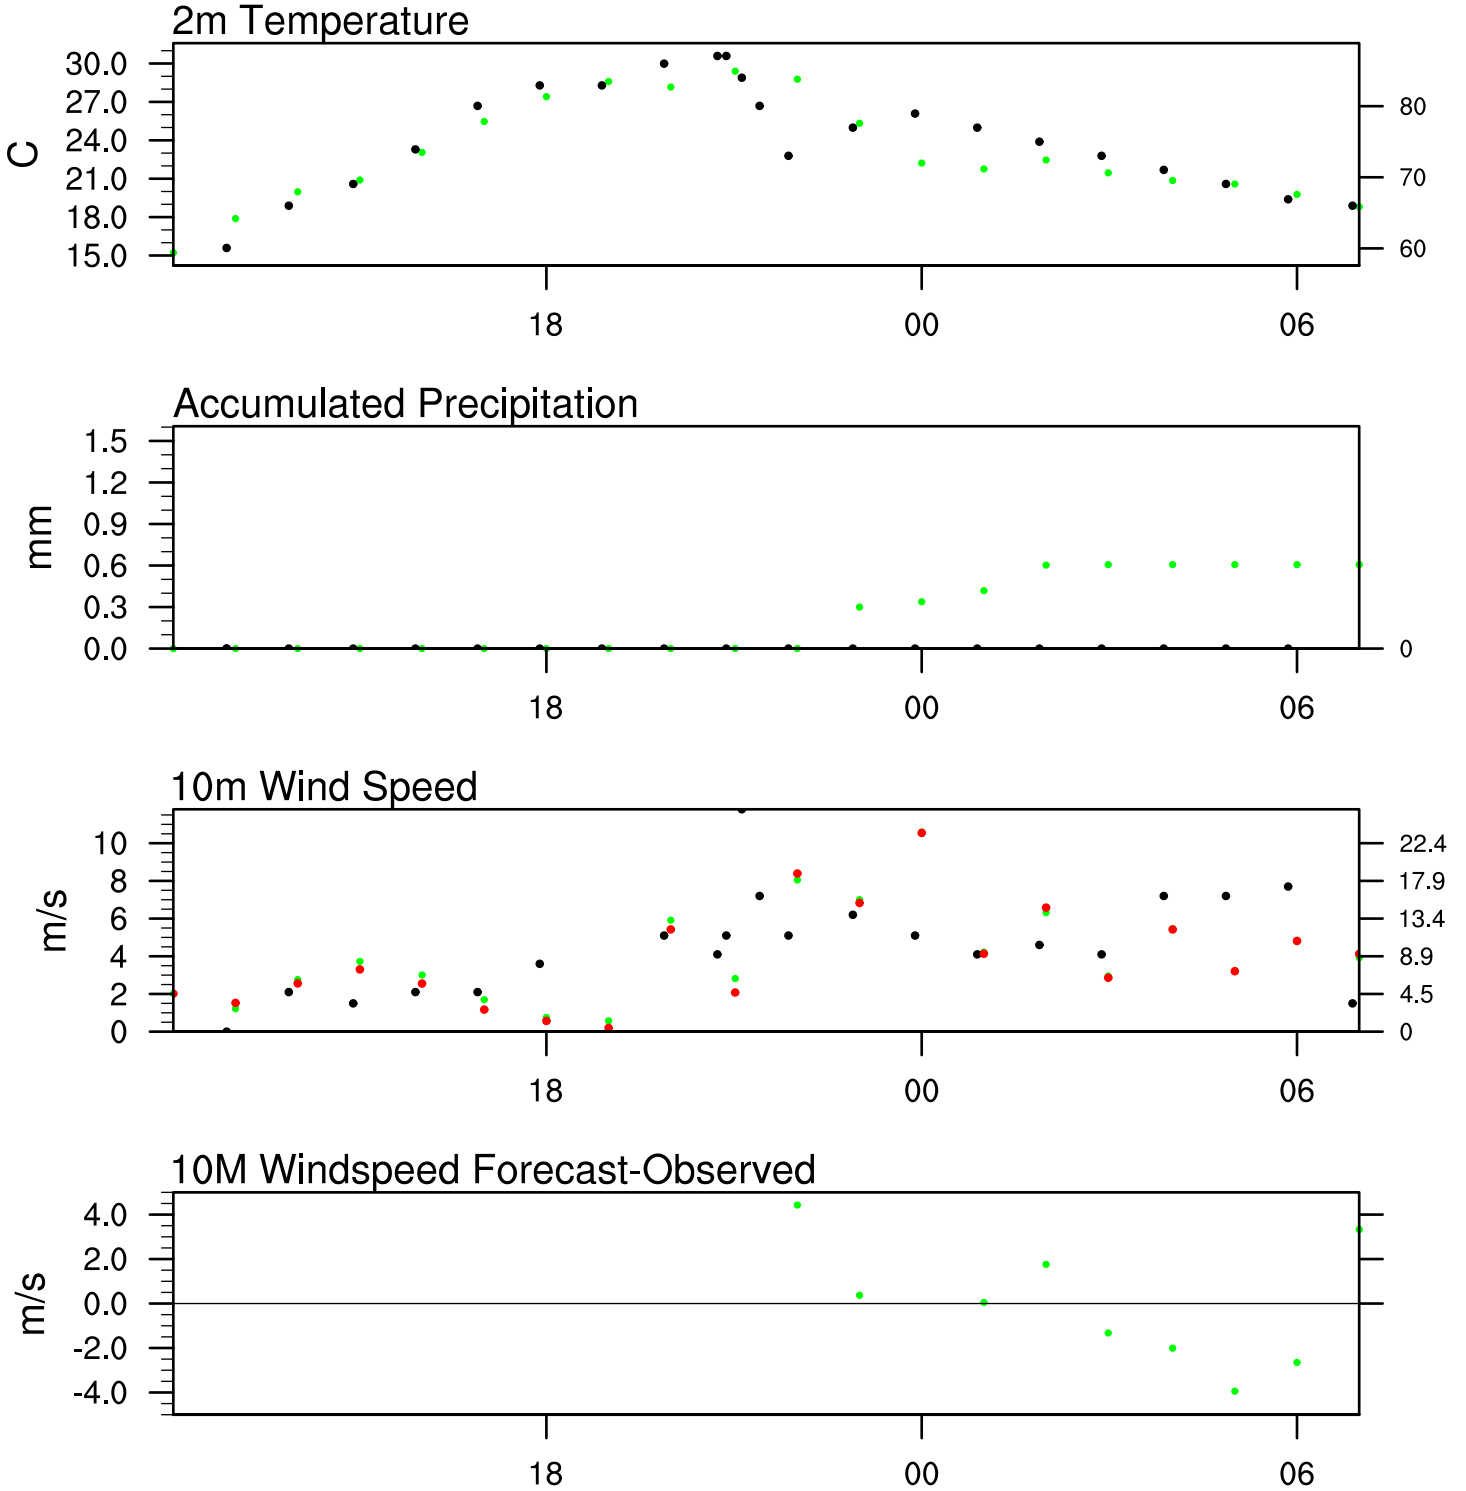 2m Temperature
30.0
27.0
24.0
21.0
18.0
15.0
C
80
70
60
18 00 06
Accumulated Precipitation
1.5
1.2
0.9
0.6
0.3
0.0
mm
0
18 00 06
10m Wind Speed
10
8
6
4
2
0
m/s
22.4
17.9
13.4
8.9
4.5
0
18 00 06
10M Windspeed Forecast-Observed
4.0
2.0
0.0
-2.0
-4.0
m/s
18 00 06